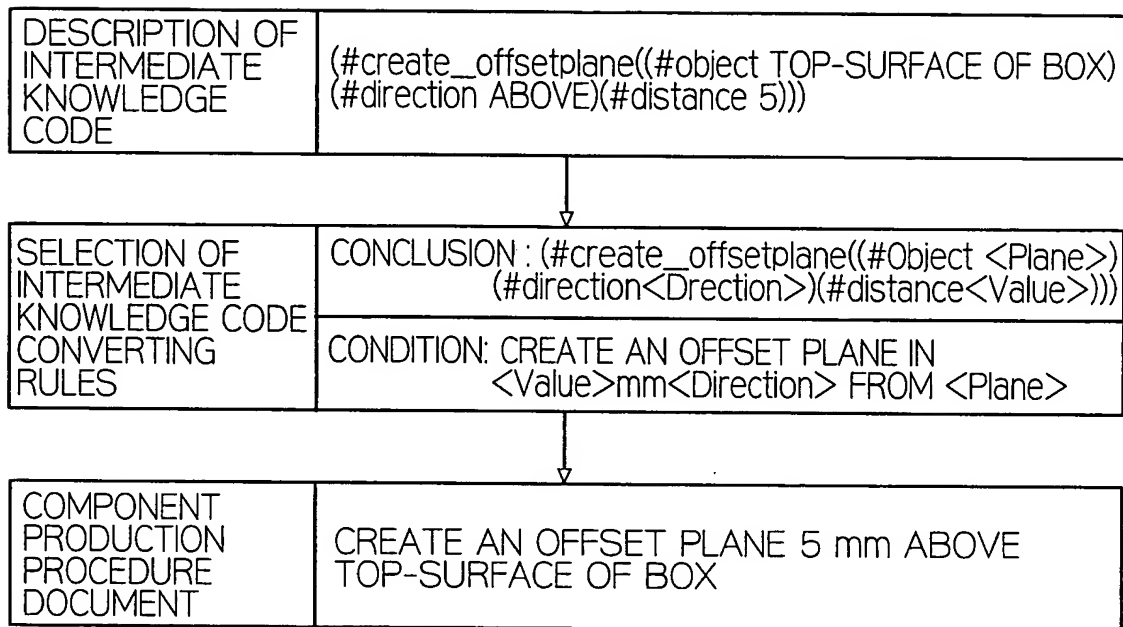 DESCRIPTION OF
INTERMEDIATE
KNOWLEDGE
CODE
(#create_offsetplane((#object TOP-SURFACE OF BOX)
(#direction ABOVE)(#distance 5)))
SELECTION OF
INTERMEDIATE
KNOWLEDGE CODE
CONVERTING
RULES
CONCLUSION : (#create_offsetplane((#Object <Plane>)
(#direction<Drection>)(#distance<Value>)))
CONDITION: CREATE AN OFFSET PLANE IN
<Value>mm<Direction> FROM <Plane>
COMPONENT
PRODUCTION
PROCEDURE
DOCUMENT
CREATE AN OFFSET PLANE 5 mm ABOVE
TOP-SURFACE OF BOX